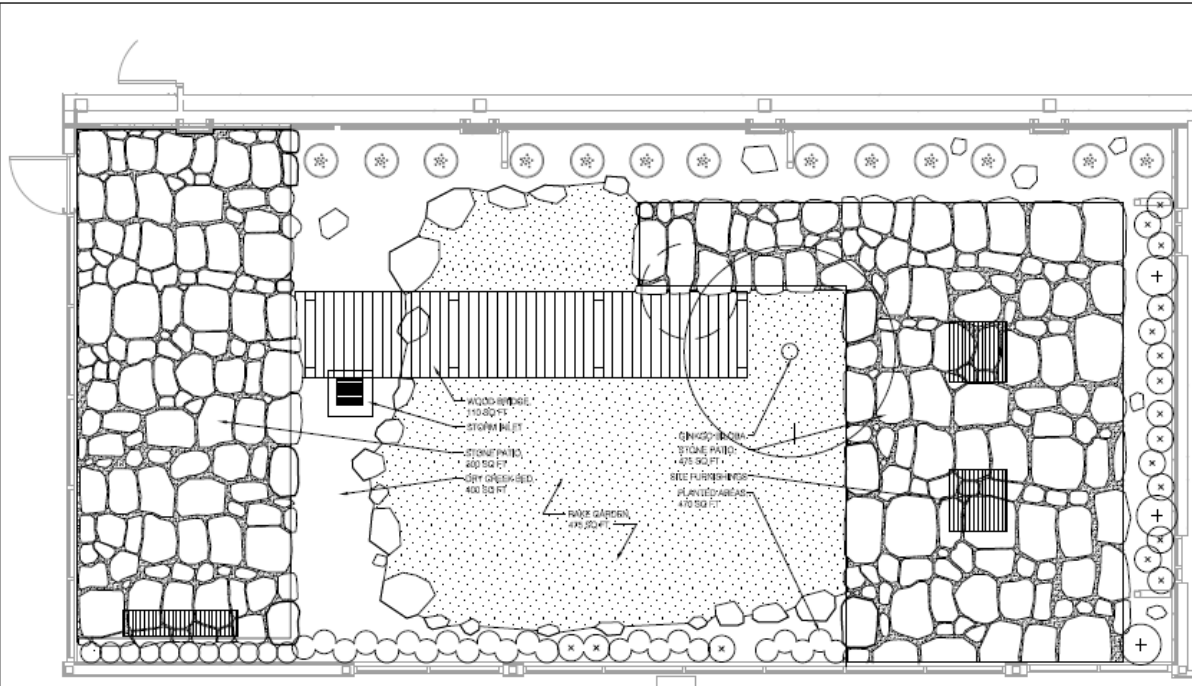 WOOD BRIDGE,
110 SQ FT
STORM INLET
STONE PATIO,
SQ FT
DRY CREEK BED,
400 SQ FT
RAKE GARDEN,
475 SQ FT
GINKGO BILOBA
STONE PATIO,
475 SQ FT
SITE FURNISHINGS
PLANTED AREAS
470 SQ FT